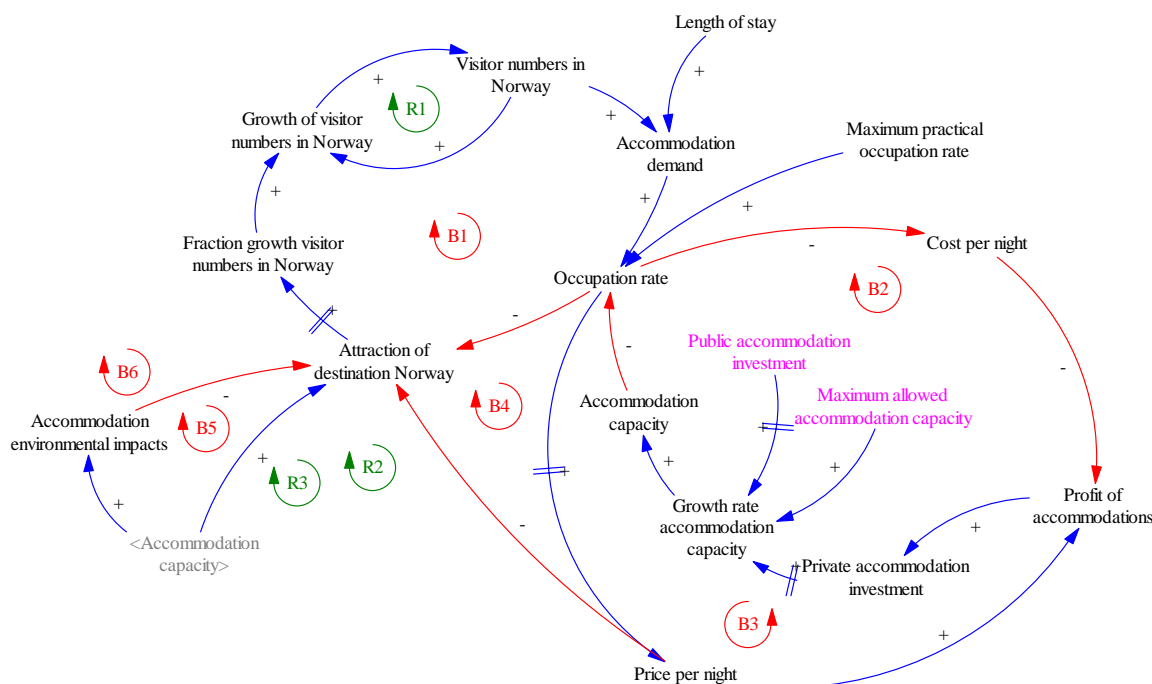 Length of stay
+
Visitor numbers in
Norway
+
R1
+
+
Growth of visitor
numbers in Norway
+
Accommodation
demand
Maximum practical
occupation rate
+
+
+
Fraction growth visitor
numbers in Norway
B1
-
Cost per night
Occupation rate
B2
+
-
Attraction of
destination Norway
Public accommodation
investment
-
B6
-
B4
Accommodation
capacity
Maximum allowed
accommodation capacity
-
Accommodation
environmental impacts
B5
+
+
R3
R2
+
+
+
Growth rate
accommodation
capacity
Profit of
accommodations
+
<Accommodation
capacity>
-
+
+
Private accommodation
investment
B3
+
Price per night